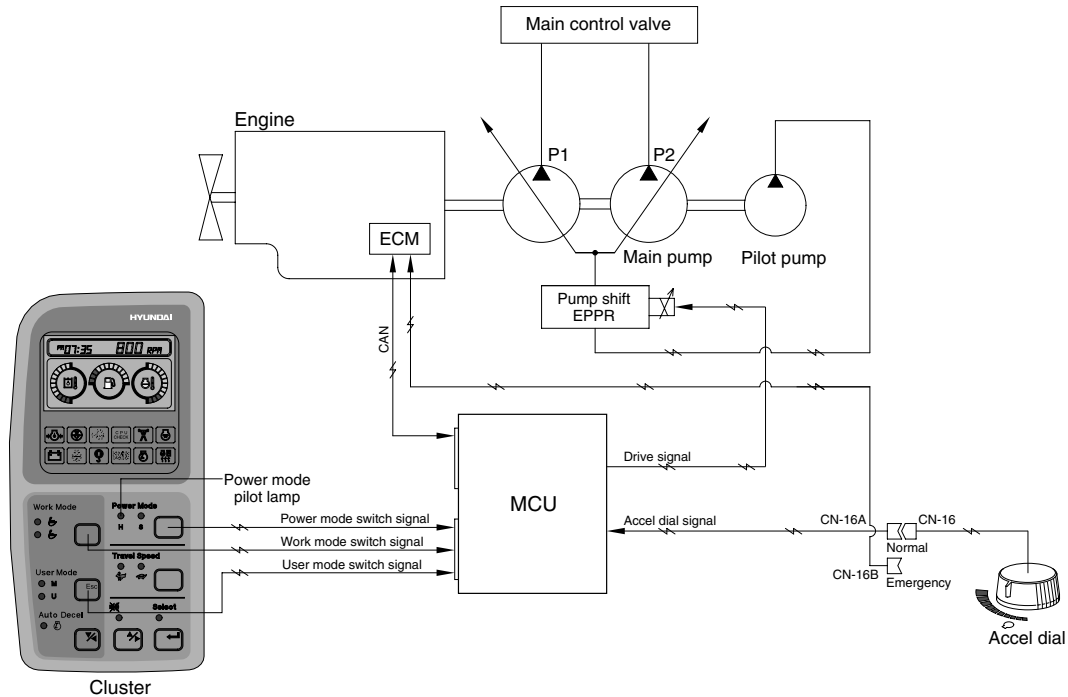 Main control valve
Engine
P1
P2
ECM
Main pump
Pilot pump
Pump shift
EPPR
CAN
HYUNDAI
PM 07:35 800 RPM
CPU
CHECK
Drive signal
MCU
Power mode
pilot lamp
Work Mode
Power Mode
H S
Power mode switch signal
Work mode switch signal
User mode switch signal
Accel dial signal
CN-16A
CN-16
Normal
CN-16B
Emergency
Travel Speed
User Mode
M
U
Esc
Auto Decel
Select
Accel dial
Cluster